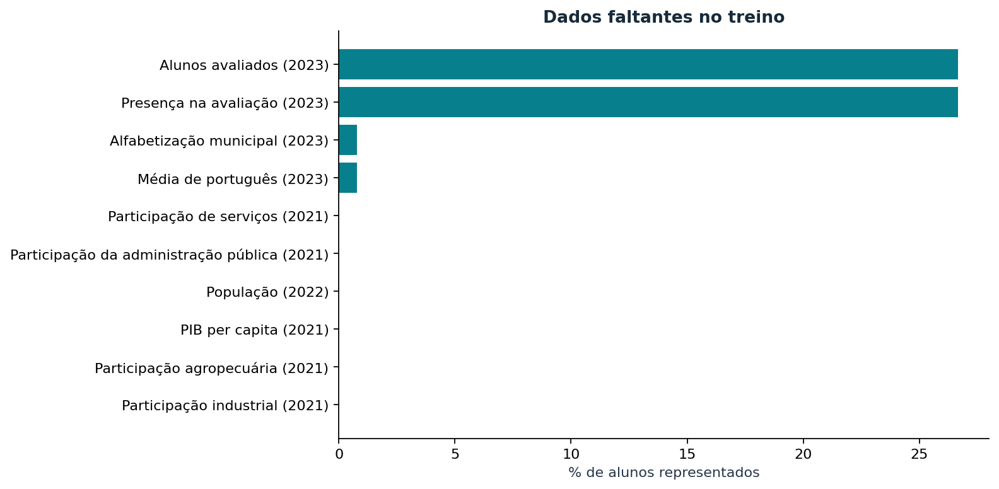 Dados faltantes no treino
Alunos avaliados (2023)
Presença na avaliação (2023)
Alfabetização municipal (2023)
Média de português (2023)
Participação de serviços (2021)
Participação da administração pública (2021)
População (2022)
PIB per capita (2021)
Participação agropecuária (2021)
Participação industrial (2021)
0 5 10 15 20 25
% de alunos representados